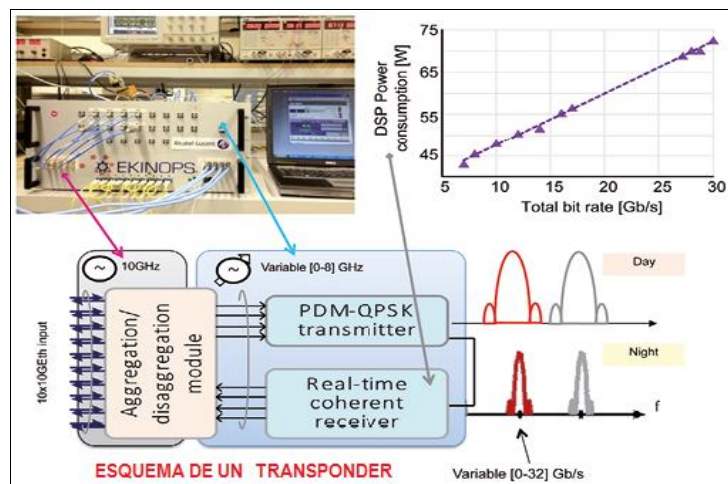 Alcatel·Lucent
EKINOPS
DSP Power
consumption [W]
75
65
55
45
5
10
15
20
25
30
Total bit rate [Gb/s]
10GHz
Variable [0-8] GHz
10x10GEth input
Aggregation/
disaggregation
module
PDM-QPSK
transmitter
Real-time
coherent
receiver
Day
Night
f
Variable [0-32] Gb/s
ESQUEMA DE UN TRANSPONDER